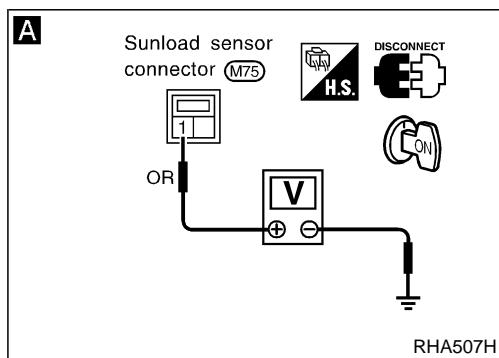 A
Sunload sensor
connector M75
DISCONNECT
H.S.
1
ON
OR
V
+ −
RHA507H